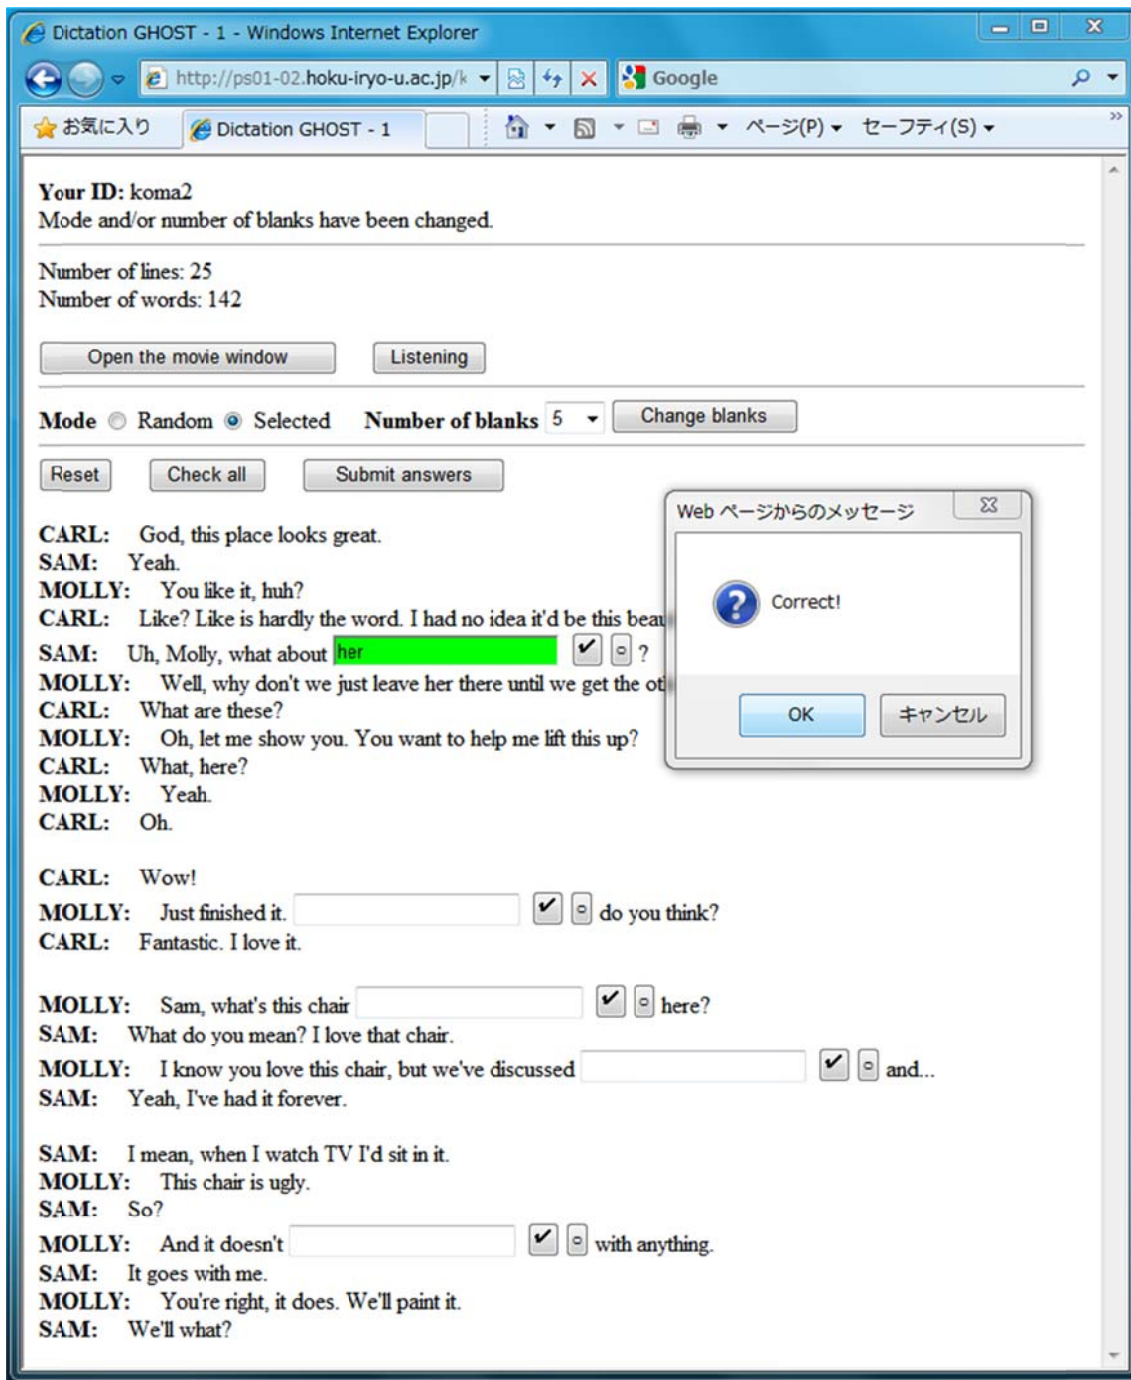 Dictation GHOST - 1 - Windows Internet Explorer
http://ps01-02.hoku-iryo-u.ac.jp/k
Google
お気に入り
Dictation GHOST - 1
ページ(P)
セーフティ(S)
Your ID: koma2
Mode and/or number of blanks have been changed.
Number of lines: 25
Number of words: 142
Open the movie window
Listening
Mode Random Selected Number of blanks 5 Change blanks
Reset
Check all
Submit answers
Web ページからのメッセージ
Correct!
OK
キャンセル
CARL: God, this place looks great.
SAM: Yeah.
MOLLY: You like it, huh?
CARL: Like? Like is hardly the word. I had no idea it'd be this beau
SAM: Uh, Molly, what about her ?
MOLLY: Well, why don't we just leave her there until we get the ot
CARL: What are these?
MOLLY: Oh, let me show you. You want to help me lift this up?
CARL: What, here?
MOLLY: Yeah.
CARL: Oh.
CARL: Wow!
MOLLY: Just finished it. do you think?
CARL: Fantastic. I love it.
MOLLY: Sam, what's this chair here?
SAM: What do you mean? I love that chair.
MOLLY: I know you love this chair, but we've discussed and...
SAM: Yeah, I've had it forever.
SAM: I mean, when I watch TV I'd sit in it.
MOLLY: This chair is ugly.
SAM: So?
MOLLY: And it doesn't with anything.
SAM: It goes with me.
MOLLY: You're right, it does. We'll paint it.
SAM: We'll what?